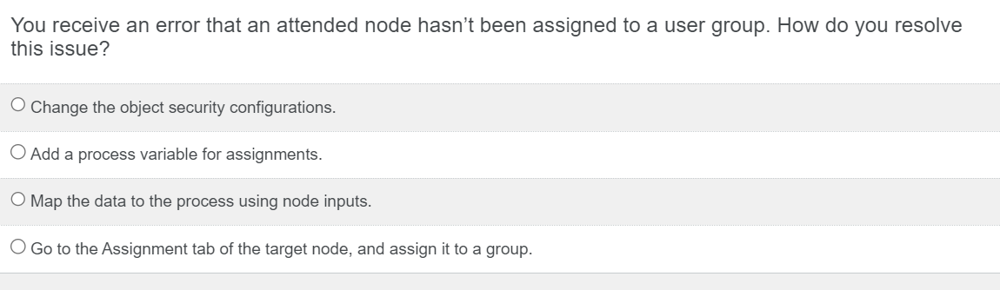 You receive an error that an attended node hasn’t been assigned to a user group. How do you resolve
this issue?
Change the object security configurations.
Add a process variable for assignments.
Map the data to the process using node inputs.
Go to the Assignment tab of the target node, and assign it to a group.